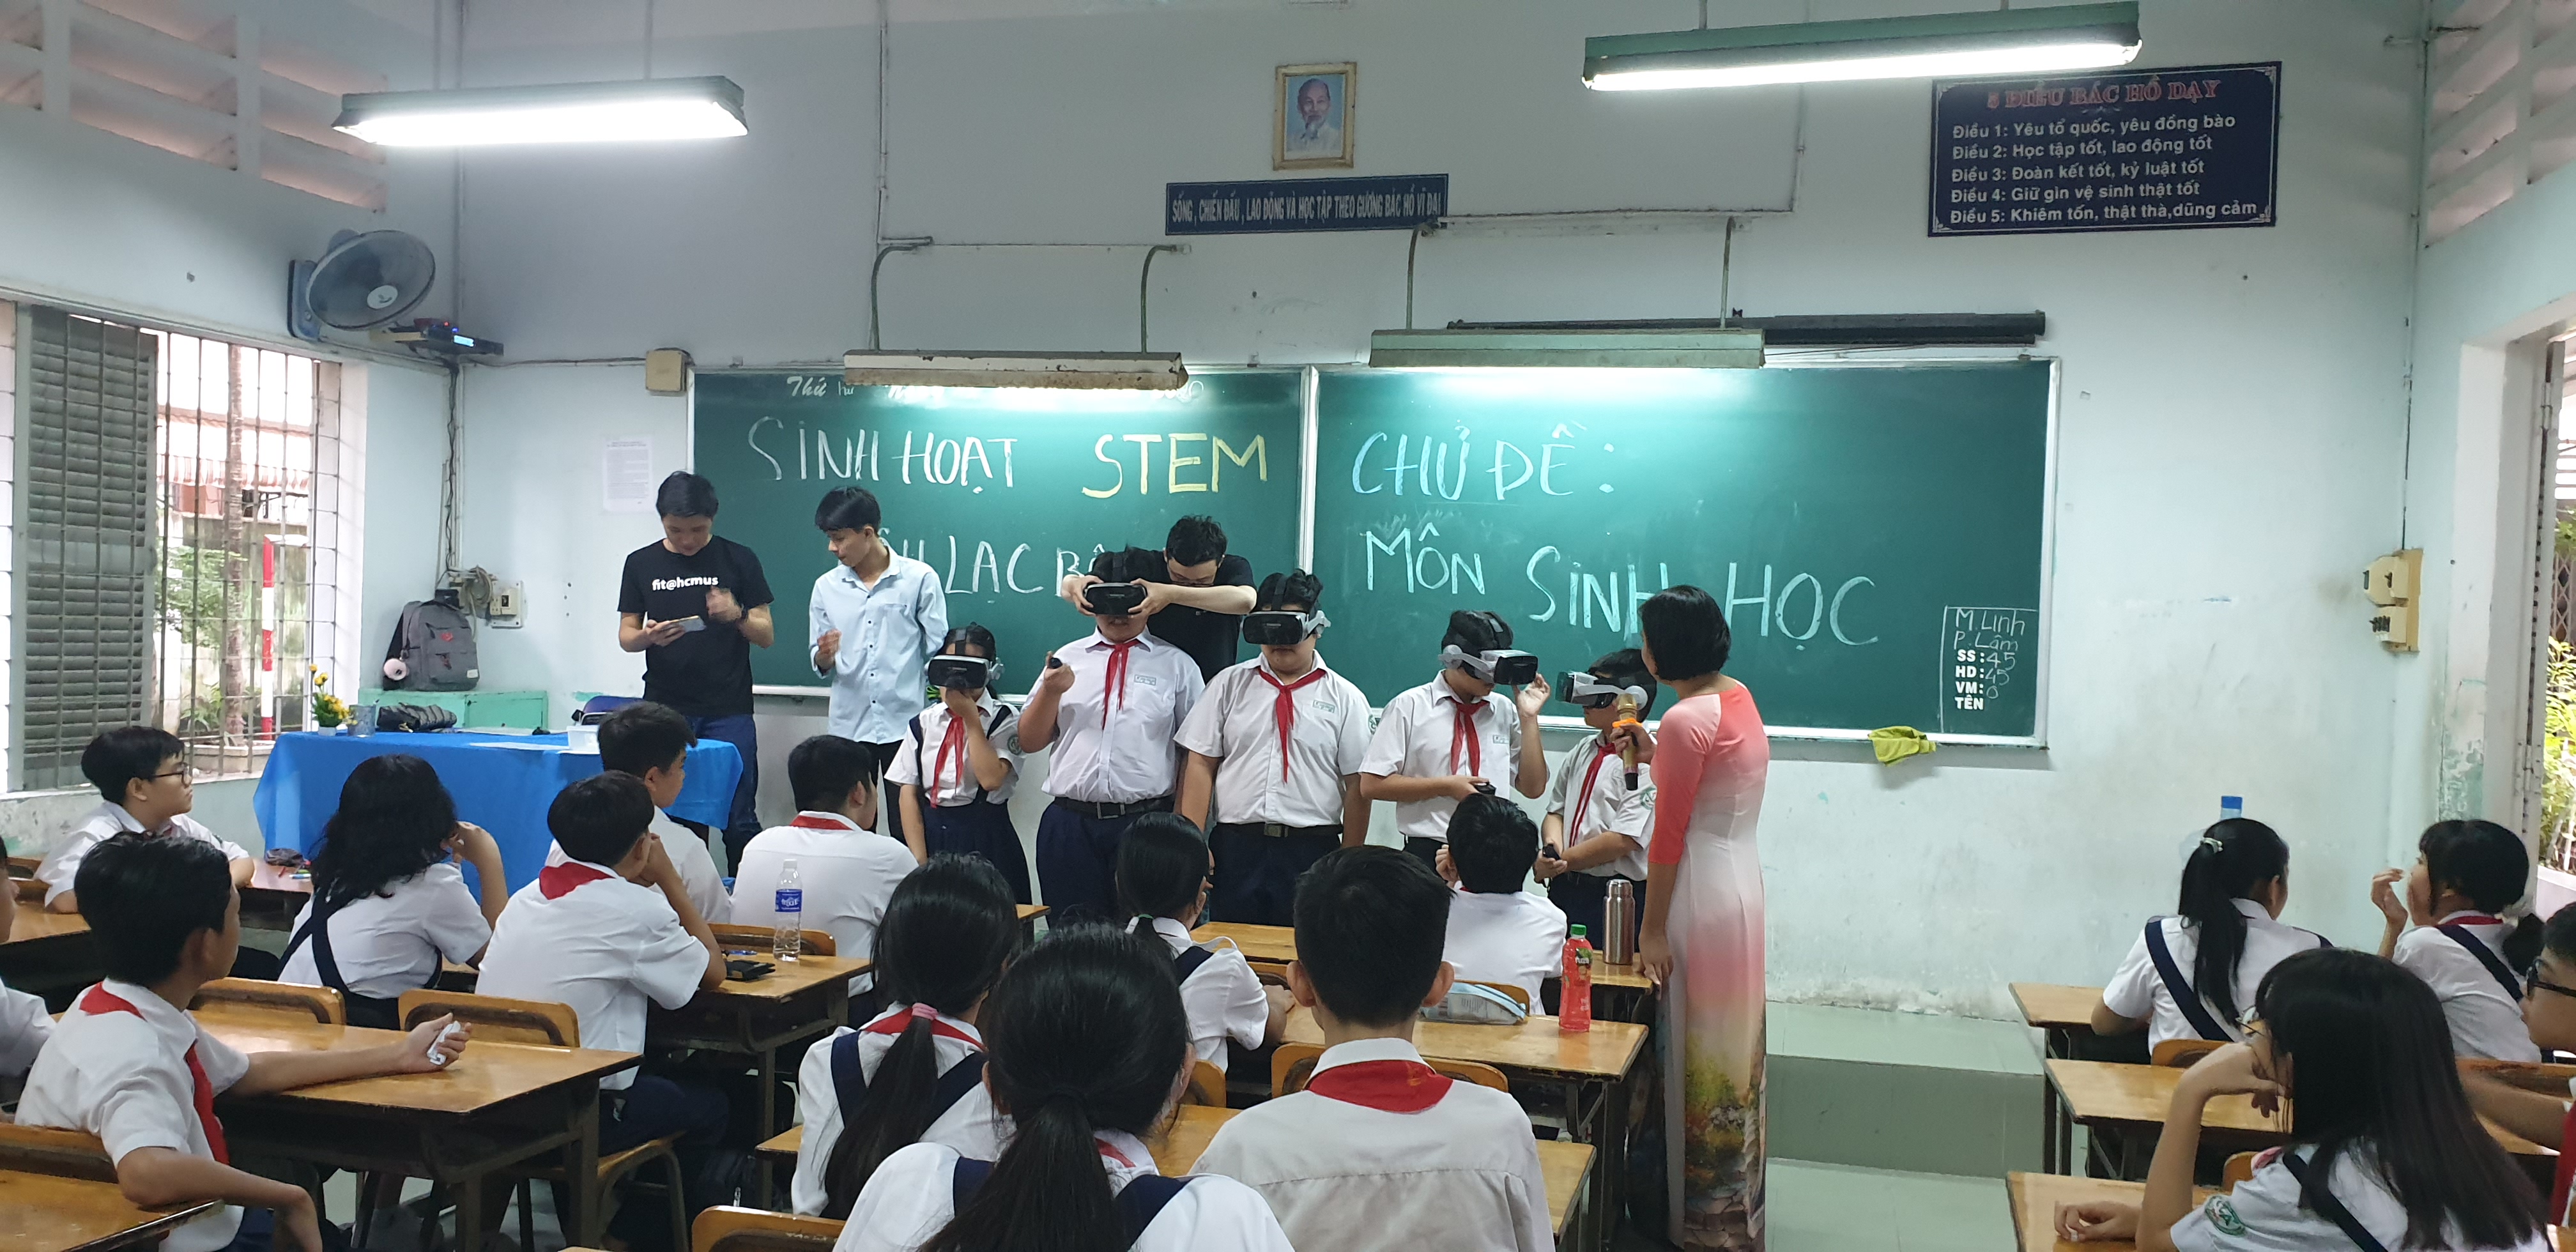 5 ĐIỀU BÁC HỒ DẠY
Điều 1: Yêu tổ quốc, yêu đồng bào
Điều 2: Học tập tốt, lao động tốt
Điều 3: Đoàn kết tốt, kỷ luật tốt
Điều 4: Giữ gìn vệ sinh thật tốt
Điều 5: Khiêm tốn, thật thà,dũng cảm
SỐNG, CHIẾN ĐẤU, LAO ĐỘNG VÀ HỌC TẬP THEO GƯƠNG BÁC HỒ VĨ ĐẠI
Thứ
SINH HOẠT STEM
LẠC
CHỦ ĐỀ:
MÔN SINH HỌC
M.Linh
P.Lâm
SS:45
HD:45
VM:0
TÊN
fit@hcmus